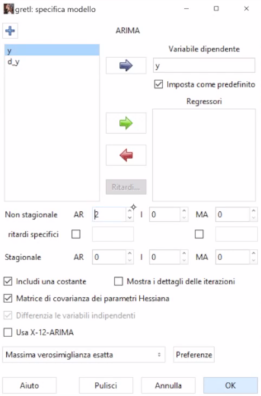 gretl: specifica modello
ARIMA
y
d_y
Variabile dipendente
y
Imposta come predefinito
Regressori
Ritardi...
Non stagionale AR 2 I 0 MA 0
ritardi specifici
Stagionale AR 0 I 0 MA 0
Includi una costante Mostra i dettagli delle iterazioni
Matrice di covarianza dei parametri Hessiana
Differenzia le variabili indipendenti
Usa X-12-ARIMA
Massima verosimiglianza esatta Preferenze
Aiuto Pulisci Annulla OK